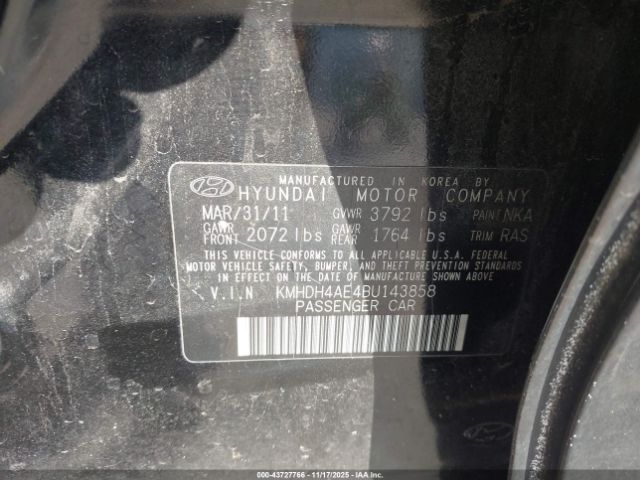 MANUFACTURED IN KOREA BY
HYUNDAI MOTOR COMPANY
MAR/31/11 GVWR 3792 lbs PAINT NKA
GAWR FRONT 2072 lbs GAWR REAR 1764 lbs TRIM RAS
THIS VEHICLE CONFORMS TO ALL APPLICABLE U.S.A. FEDERAL
MOTOR VEHICLE SAFETY, BUMPER, AND THEFT PREVENTION STANDARDS
IN EFFECT ON THE DATE OF MANUFACTURE SHOWN ABOVE
V.I.N KMHDH4AE4BU143858
PASSENGER CAR
000-43727766 - 11/17/2025 - COPYRIGHT IAA, LLC